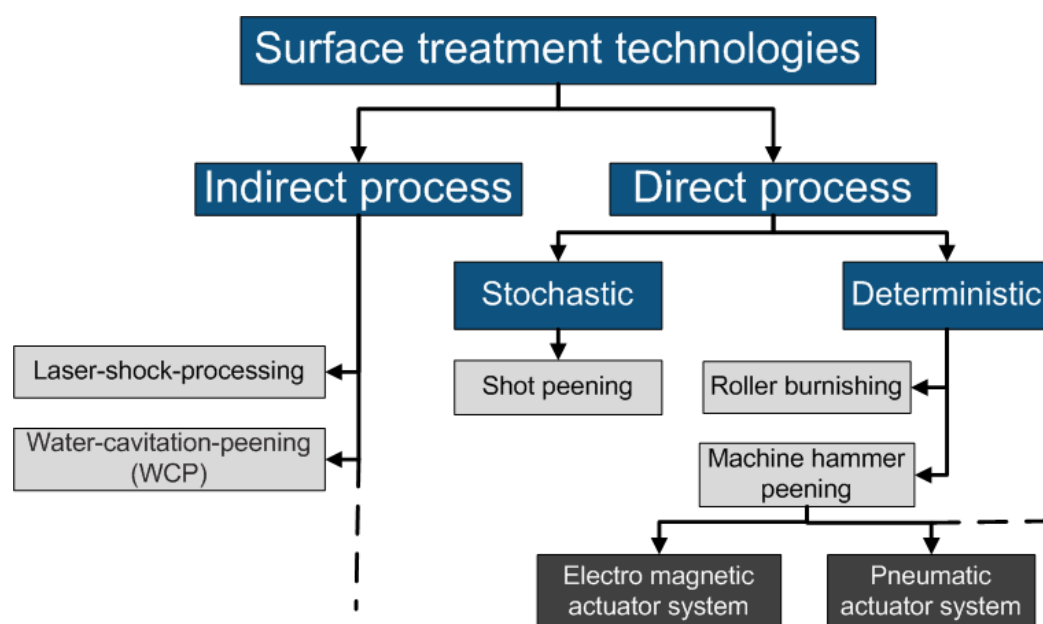 Surface treatment technologies
Indirect process
Direct process
Stochastic
Deterministic
Laser-shock-processing
Shot peening
Roller burnishing
Water-cavitation-peening
(WCP)
Machine hammer
peening
Electro magnetic
actuator system
Pneumatic
actuator system